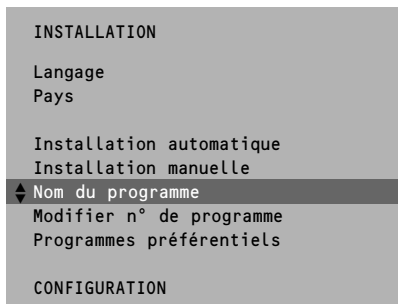 INSTALLATION
Langage
Pays
Installation automatique
Installation manuelle
Nom du programme
Modifier n° de programme
Programmes préférentiels
CONFIGURATION